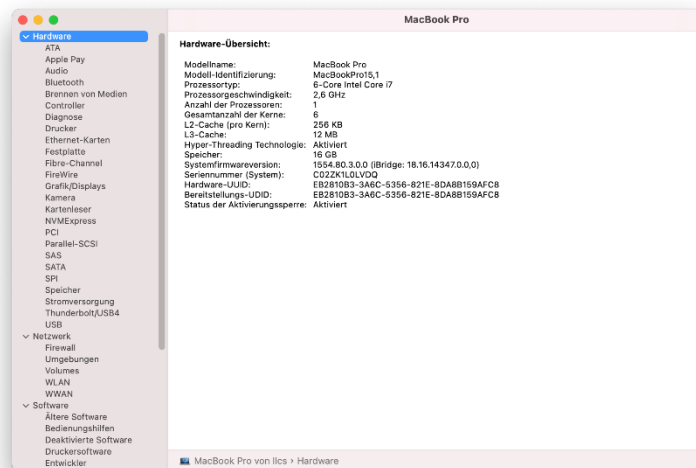 MacBook Pro
Hardware
ATA
Apple Pay
Audio
Bluetooth
Brennen von Medien
Controller
Diagnose
Drucker
Ethernet-Karten
Festplatte
Fibre-Channel
FireWire
Grafik/Displays
Kamera
Kartenleser
NVMExpress
PCI
Parallel-SCSI
SAS
SATA
SPI
Speicher
Stromversorgung
Thunderbolt/USB4
USB
Netzwerk
Firewall
Umgebungen
Volumes
WLAN
WWAN
Software
Ältere Software
Bedienungshilfen
Deaktivierte Software
Druckersoftware
Entwickler
Hardware-Übersicht:
Modellname: MacBook Pro
Modell-Identifizierung: MacBookPro15,1
Prozessortyp: 6-Core Intel Core i7
Prozessorgeschwindigkeit: 2,6 GHz
Anzahl der Prozessoren: 1
Gesamtanzahl der Kerne: 6
L2-Cache (pro Kern): 256 KB
L3-Cache: 12 MB
Hyper-Threading Technologie: Aktiviert
Speicher: 16 GB
Systemfirmwareversion: 1554.80.3.0.0 (iBridge: 18.16.14347.0.0,0)
Seriennummer (System): C02ZK1L0LVDQ
Hardware-UUID: EB2810B3-3A6C-5356-821E-8DA8B159AFC8
Bereitstellungs-UDID: EB2810B3-3A6C-5356-821E-8DA8B159AFC8
Status der Aktivierungssperre: Aktiviert
MacBook Pro von llcs › Hardware